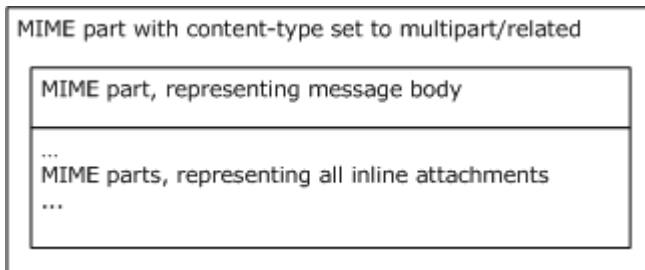 MIME part with content-type set to multipart/related
MIME part, representing message body
...
MIME parts, representing all inline attachments
...